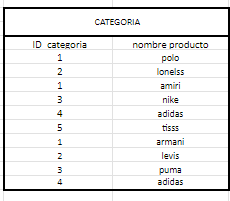 CATEGORIA
ID categoria nombre producto
1 polo
2 lonelss
1 amiri
3 nike
4 adidas
5 tisss
1 armani
2 levis
3 puma
4 adidas